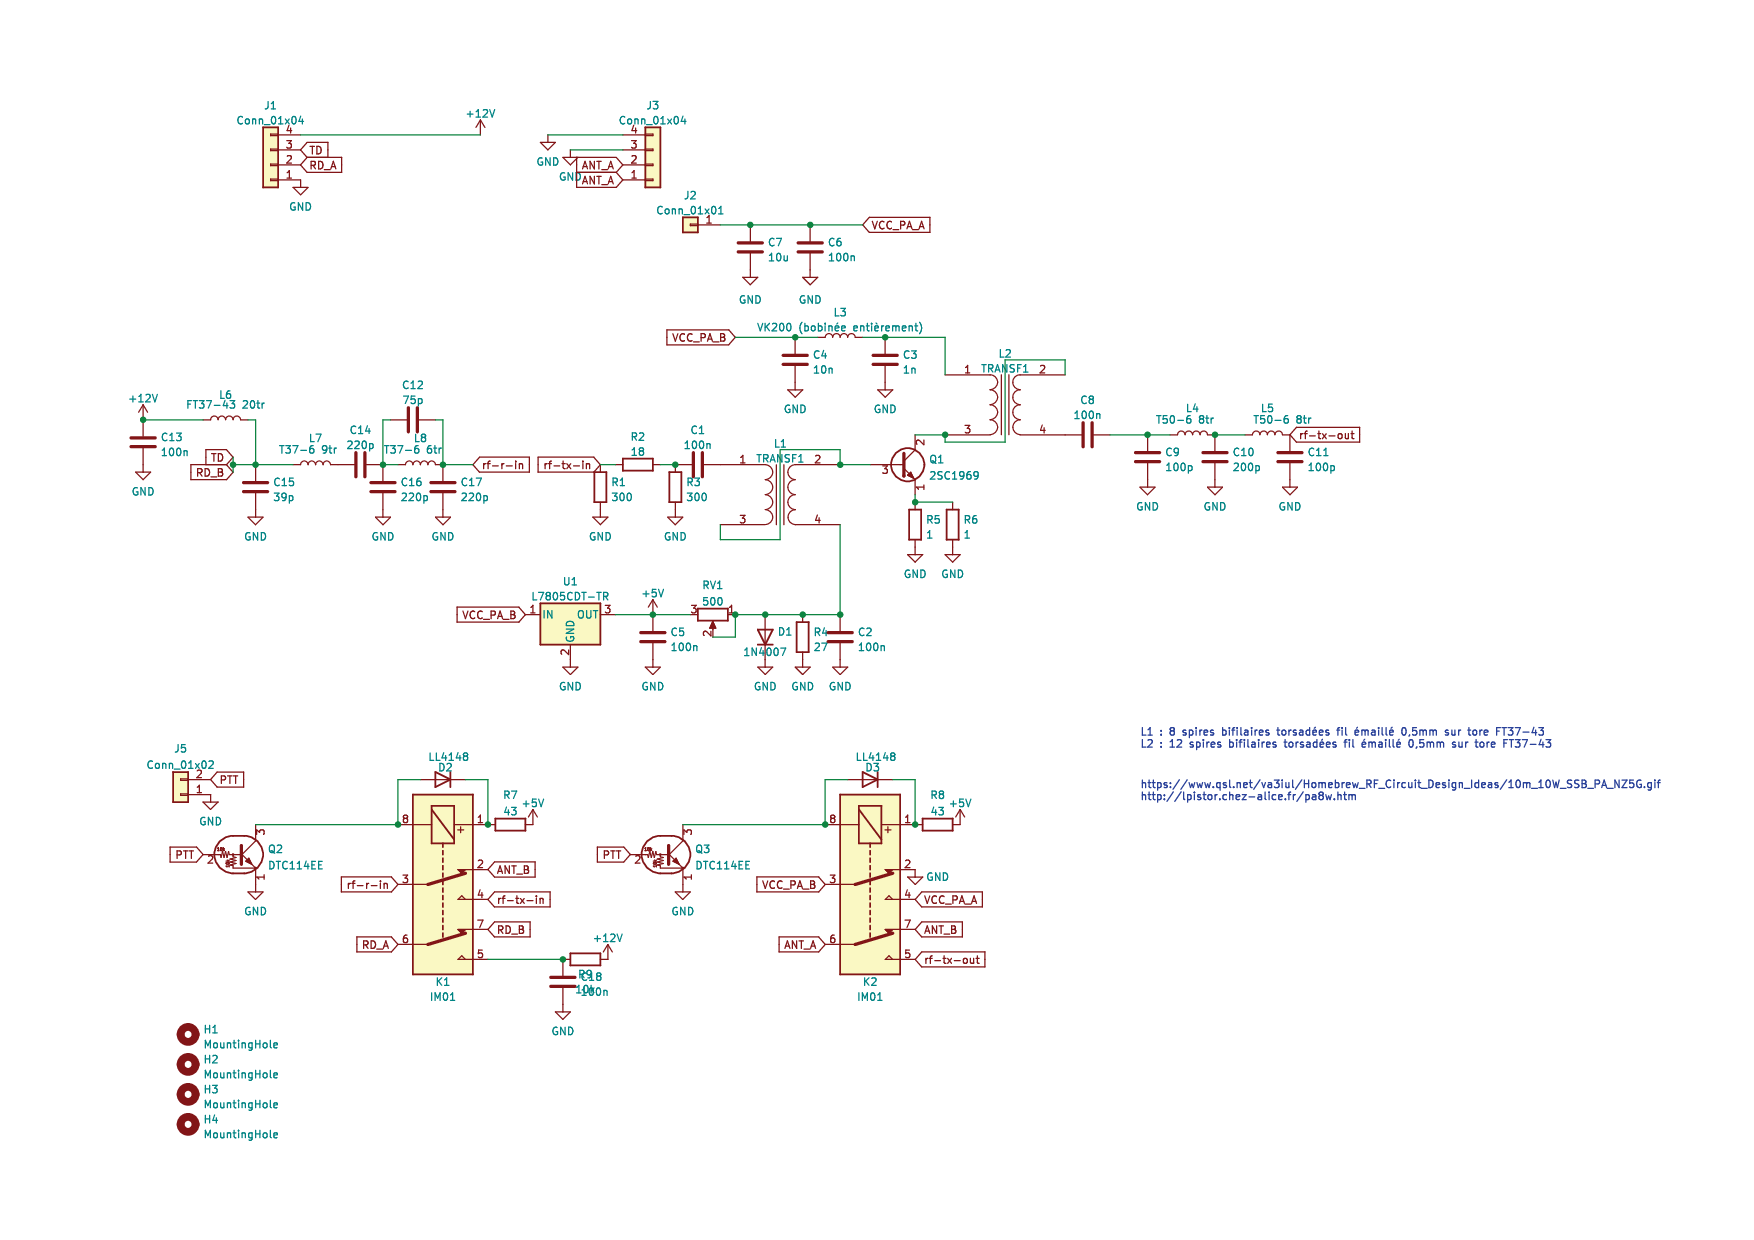 J1
Conn_01x04
4
3
2
1
TD
RD_A
GND
+12V
J3
Conn_01x04
4
3
2
1
GND
GND
ANT_A
ANT_A
J2
Conn_01x01
1
VCC_PA_A
C7
10u
C6
100n
GND
GND
L3
VK200 (bobinée entièrement)
VCC_PA_B
C4
10n
C3
1n
GND
GND
L2
TRANSF1
1
2
3
4
C8
100n
L4
T50-6 8tr
L5
T50-6 8tr
rf-tx-out
C9
100p
C10
200p
C11
100p
GND
GND
GND
+12V
L6
FT37-43 20tr
C13
100n
GND
TD
RD_B
C15
39p
GND
L7
T37-6 9tr
C14
220p
C12
75p
L8
T37-6 6tr
C16
220p
C17
220p
GND
GND
rf-r-in
rf-tx-in
R1
300
R2
18
R3
300
C1
100n
GND
GND
L1
TRANSF1
1
2
3
4
Q1
2SC1969
2
3
1
R5
1
R6
1
GND
GND
U1
L7805CDT-TR
VCC_PA_B
1
IN
OUT
3
GND
2
GND
+5V
C5
100n
GND
RV1
500
3
1
2
D1
1N4007
R4
27
C2
100n
GND
GND
GND
L1 : 8 spires bifilaires torsadées fil émaillé 0,5mm sur tore FT37-43
L2 : 12 spires bifilaires torsadées fil émaillé 0,5mm sur tore FT37-43
https://www.qsl.net/va3iul/Homebrew_RF_Circuit_Design_Ideas/10m_10W_SSB_PA_NZ5G.gif
http://lpistor.chez-alice.fr/pa8w.htm
J5
Conn_01x02
2
1
PTT
GND
PTT
2
3
1
Q2
DTC114EE
GND
LL4148
D2
8
1
+
R7
43
+5V
2
ANT_B
rf-r-in
3
4
rf-tx-in
7
RD_B
RD_A
6
5
K1
IM01
+12V
R9
10k
C18
100n
GND
PTT
2
3
1
Q3
DTC114EE
GND
LL4148
D3
8
1
+
R8
43
+5V
2
GND
VCC_PA_B
3
4
VCC_PA_A
7
ANT_B
ANT_A
6
5
rf-tx-out
K2
IM01
H1
MountingHole
H2
MountingHole
H3
MountingHole
H4
MountingHole